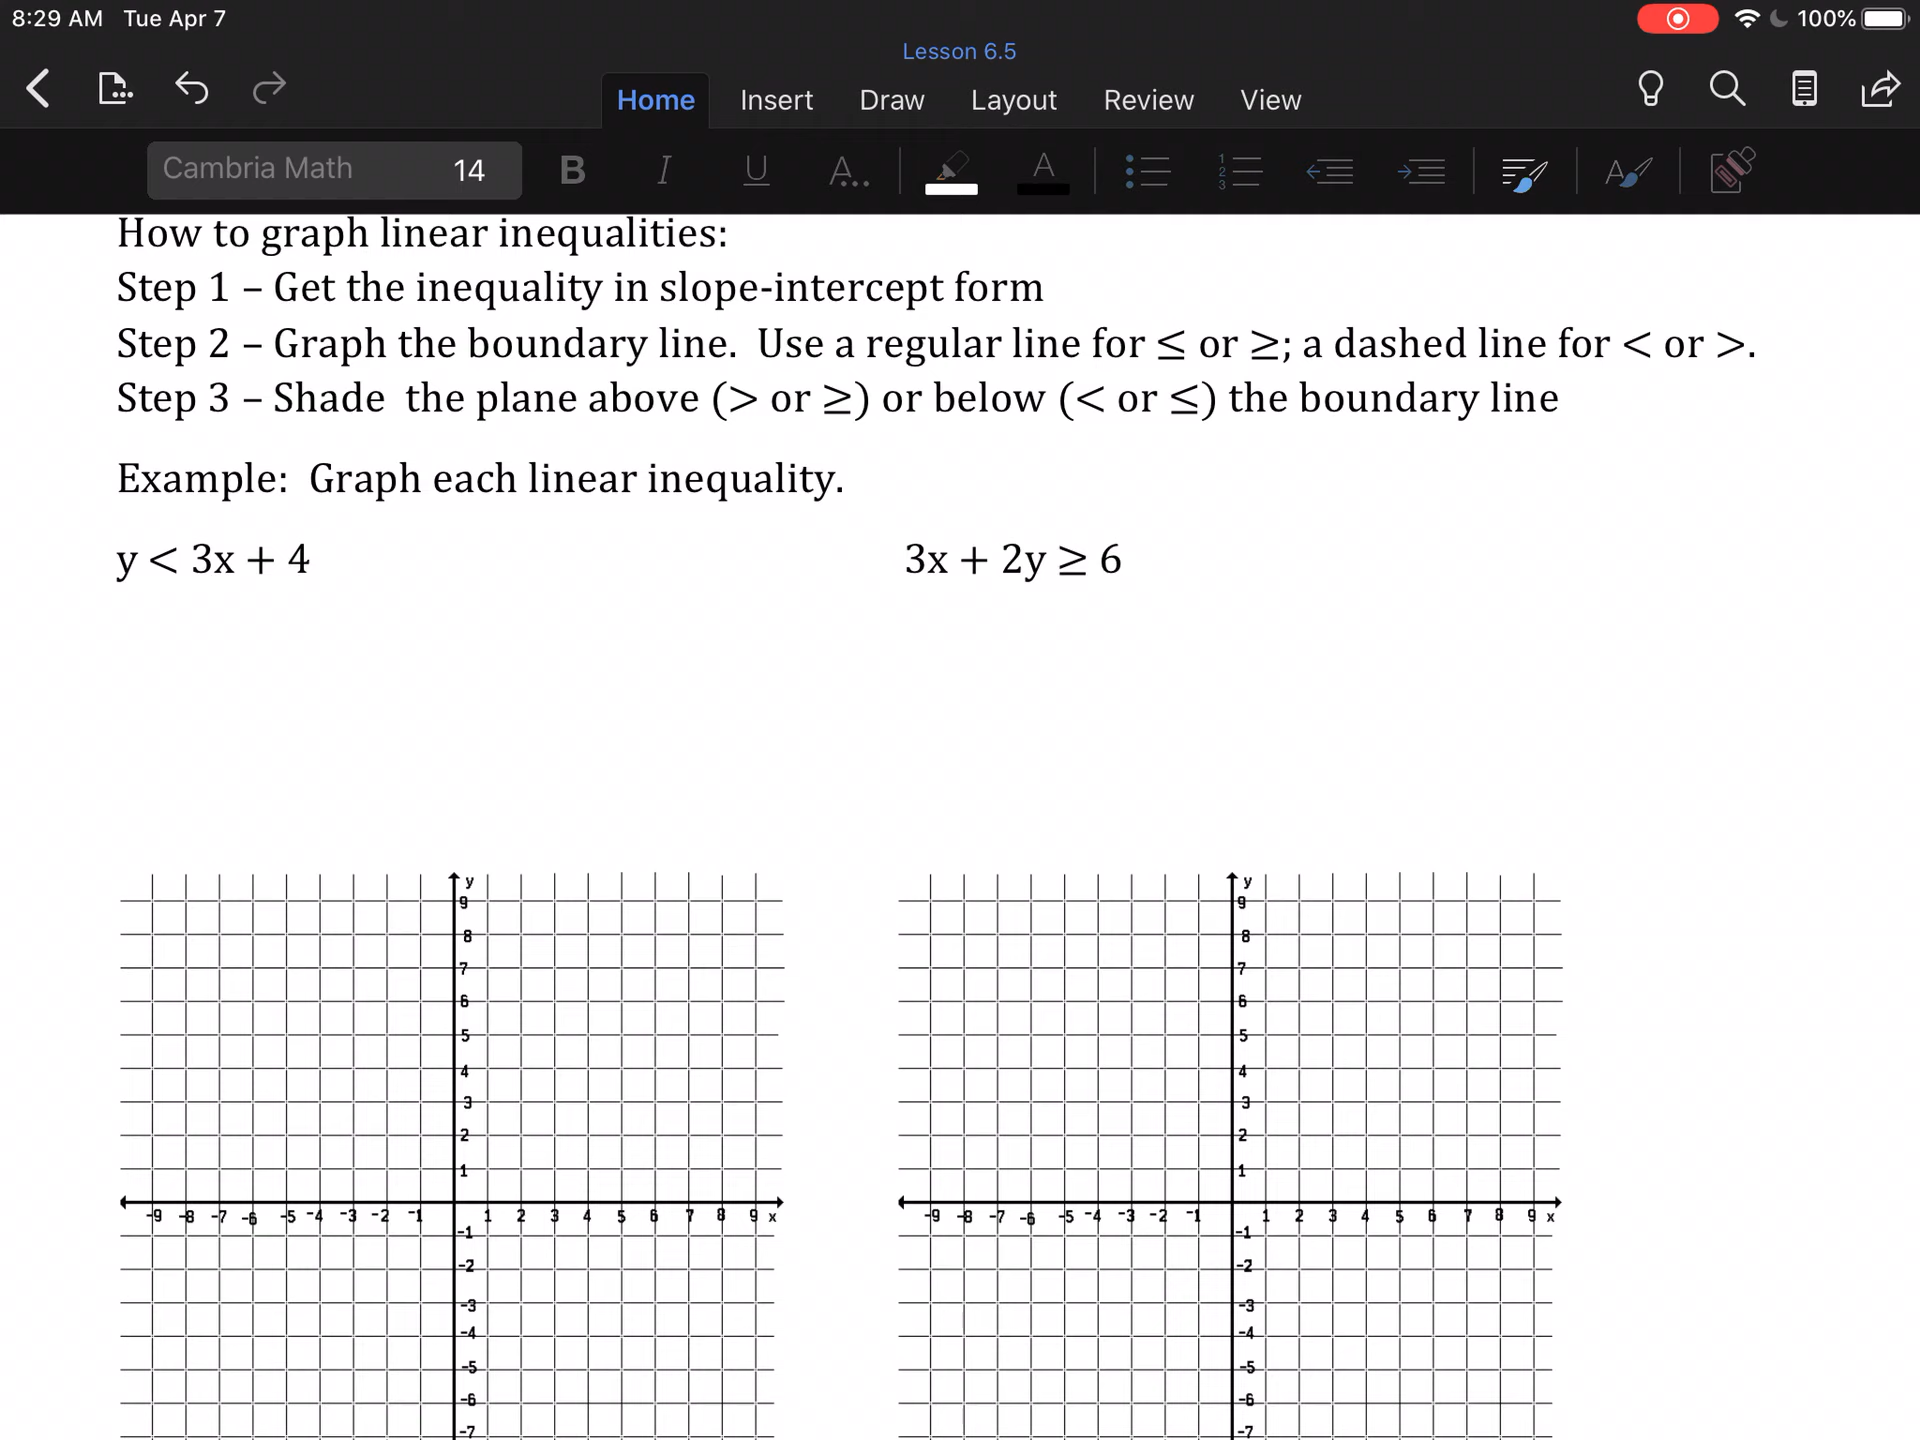 8:29 AM Tue Apr 7
100%
Lesson 6.5
Home Insert Draw Layout Review View
Cambria Math 14 B I U A... A 1 2 3 A
How to graph linear inequalities:
Step 1 – Get the inequality in slope-intercept form
Step 2 – Graph the boundary line.  Use a regular line for ≤ or ≥; a dashed line for < or >.
Step 3 – Shade  the plane above (> or ≥) or below (< or ≤) the boundary line
Example:  Graph each linear inequality.
y < 3x + 4
3x + 2y ≥ 6
y
9
8
7
6
5
4
3
2
1
-9 -8 -7 -6 -5 -4 -3 -2 -1 1 2 3 4 5 6 7 8 9 x
-1
-2
-3
-4
-5
-6
-7
y
9
8
7
6
5
4
3
2
1
-9 -8 -7 -6 -5 -4 -3 -2 -1 1 2 3 4 5 6 7 8 9 x
-1
-2
-3
-4
-5
-6
-7